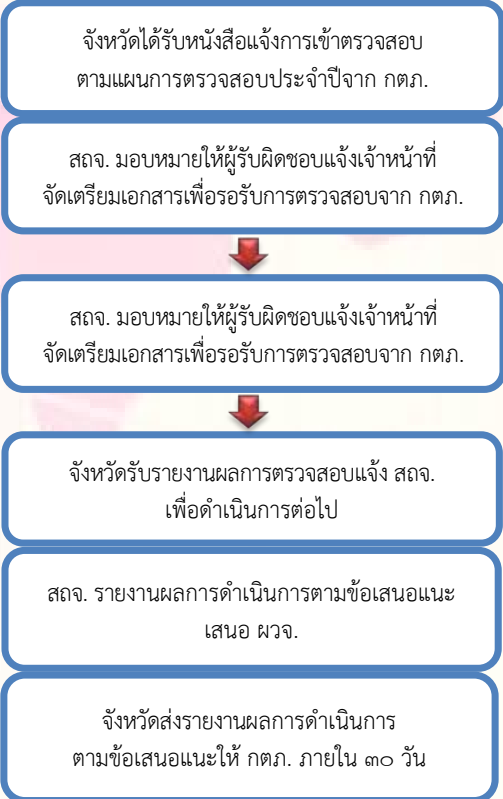 จังหวัดได้รับหนังสือแจ้งการเข้าตรวจสอบ
ตามแผนการตรวจสอบประจำปีจาก กตภ.
สถจ. มอบหมายให้ผู้รับผิดชอบแจ้งเจ้าหน้าที่
จัดเตรียมเอกสารเพื่อรอรับการตรวจสอบจาก กตภ.
สถจ. มอบหมายให้ผู้รับผิดชอบแจ้งเจ้าหน้าที่
จัดเตรียมเอกสารเพื่อรอรับการตรวจสอบจาก กตภ.
จังหวัดรับรายงานผลการตรวจสอบแจ้ง สถจ.
เพื่อดำเนินการต่อไป
สถจ. รายงานผลการดำเนินการตามข้อเสนอแนะ
เสนอ ผวจ.
จังหวัดส่งรายงานผลการดำเนินการ
ตามข้อเสนอแนะให้ กตภ. ภายใน ๓๐ วัน